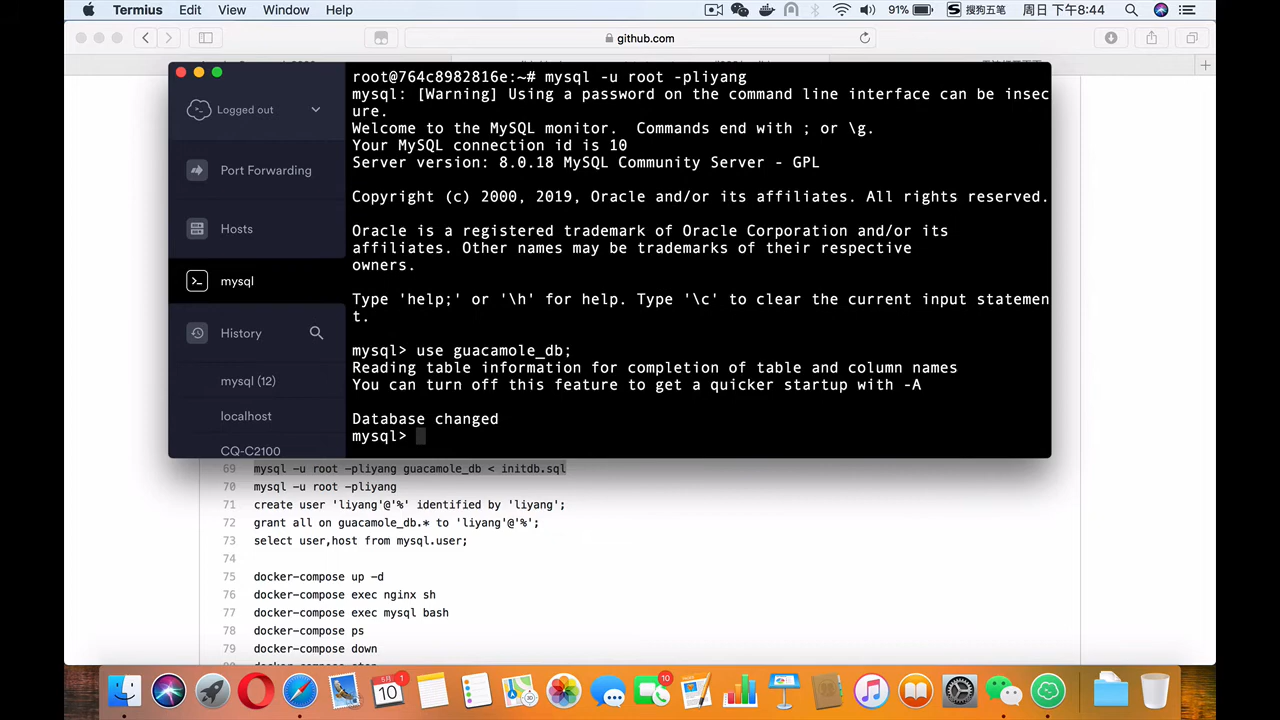 Termius Edit View Window Help
91% S 搜狗五笔 周日 下午8:44
github.com
root@764c8982816e:~# mysql -u root -pliyang
mysql: [Warning] Using a password on the command line interface can be insec
ure.
Welcome to the MySQL monitor.  Commands end with ; or \g.
Your MySQL connection id is 10
Server version: 8.0.18 MySQL Community Server - GPL
Copyright (c) 2000, 2019, Oracle and/or its affiliates. All rights reserved.
Oracle is a registered trademark of Oracle Corporation and/or its
affiliates. Other names may be trademarks of their respective
owners.
Type 'help;' or '\h' for help. Type '\c' to clear the current input statemen
t.
mysql> use guacamole_db;
Reading table information for completion of table and column names
You can turn off this feature to get a quicker startup with -A
Database changed
mysql>
Logged out
Port Forwarding
Hosts
mysql
History
mysql (12)
localhost
CQ-C2100
69 mysql -u root -pliyang guacamole_db < initdb.sql
70 mysql -u root -pliyang
71 create user 'liyang'@'%' identified by 'liyang';
72 grant all on guacamole_db.* to 'liyang'@'%';
73 select user,host from mysql.user;
74
75 docker-compose up -d
76 docker-compose exec nginx sh
77 docker-compose exec mysql bash
78 docker-compose ps
79 docker-compose down
5月
10
1
10